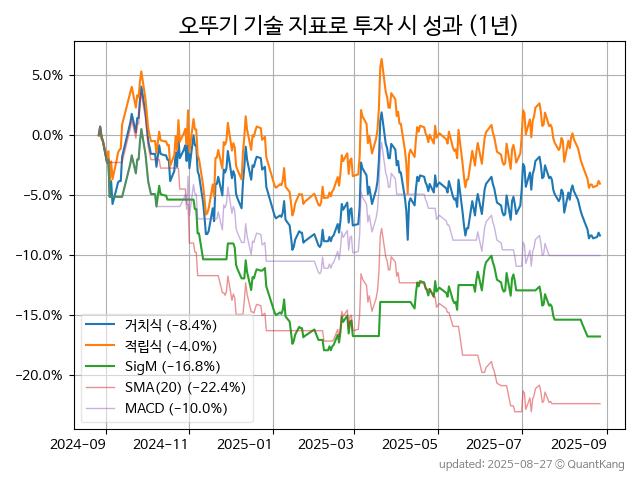 오뚜기 기술 지표로 투자 시 성과 (1년)
5.0%
0.0%
−5.0%
−10.0%
−15.0%
−20.0%
거치식 (−8.4%)
적립식 (−4.0%)
SigM (−16.8%)
SMA(20) (−22.4%)
MACD (−10.0%)
2024−09 2024−11 2025−01 2025−03 2025−05 2025−07 2025−09
updated: 2025-08-27 © QuantKang